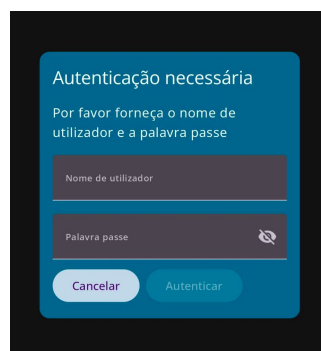 Autenticação necessária
Por favor forneça o nome de
utilizador e a palavra passe
Nome de utilizador
Palavra passe
Cancelar
Autenticar